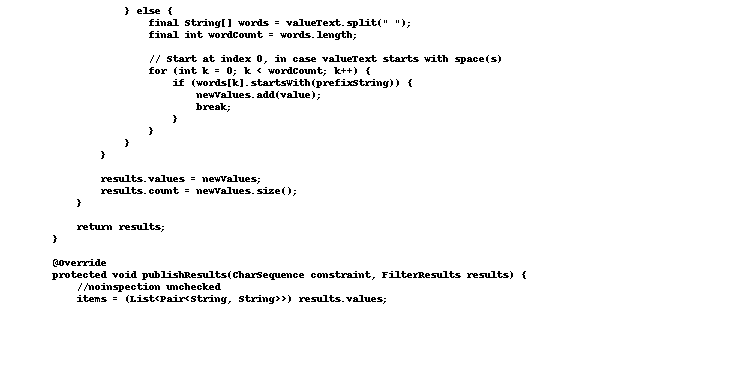 } else {
final String[] words = valueText.split(" ");
final int wordCount = words.length;
// Start at index 0, in case valueText starts with space(s)
for (int k = 0; k < wordCount; k++) {
if (words[k].startsWith(prefixString)) {
newValues.add(value);
break;
}
}
}
}
results.values = newValues;
results.count = newValues.size();
}
return results;
}
@Override
protected void publishResults(CharSequence constraint, FilterResults results) {
//noinspection unchecked
items = (List<Pair<String, String>>) results.values;